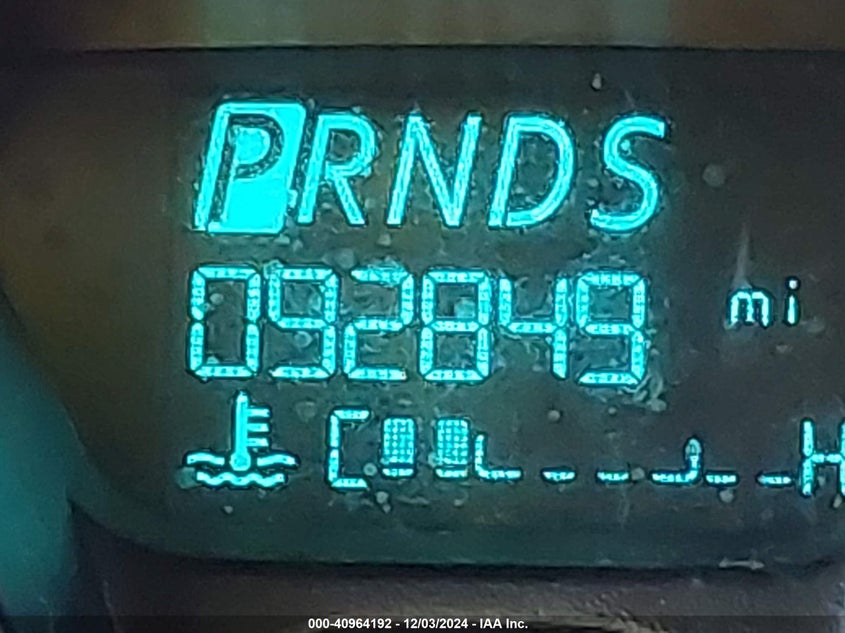 PRNDS
092849 mi
C H
000-40964192 - 12/03/2024 - IAA Inc.